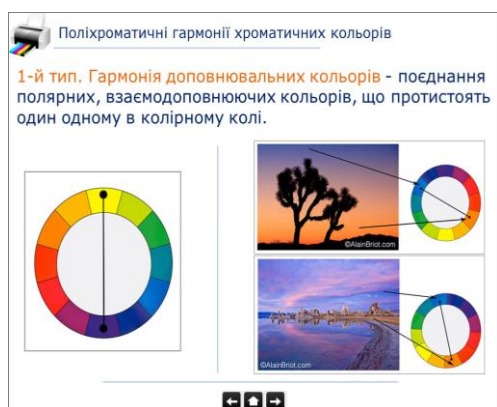 Поліхроматичні гармонії хроматичних кольорів
1-й тип. Гармонія доповнювальних кольорів - поєднання
полярних, взаємодоповнюючих кольорів, що протистоять
один одному в колірному колі.
©AlainBriot.com
©AlainBriot.com